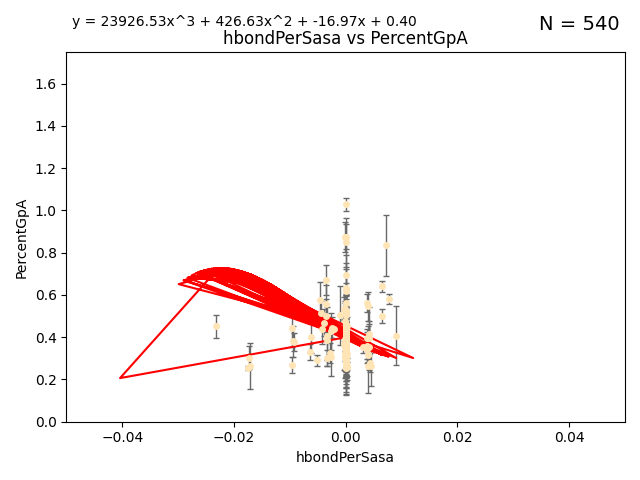 y = 23926.53x^3 + 426.63x^2 + -16.97x + 0.40
N = 540
hbondPerSasa vs PercentGpA
1.6
1.4
1.2
1.0
0.8
0.6
0.4
0.2
0.0
PercentGpA
−0.04
−0.02
0.00
0.02
0.04
hbondPerSasa